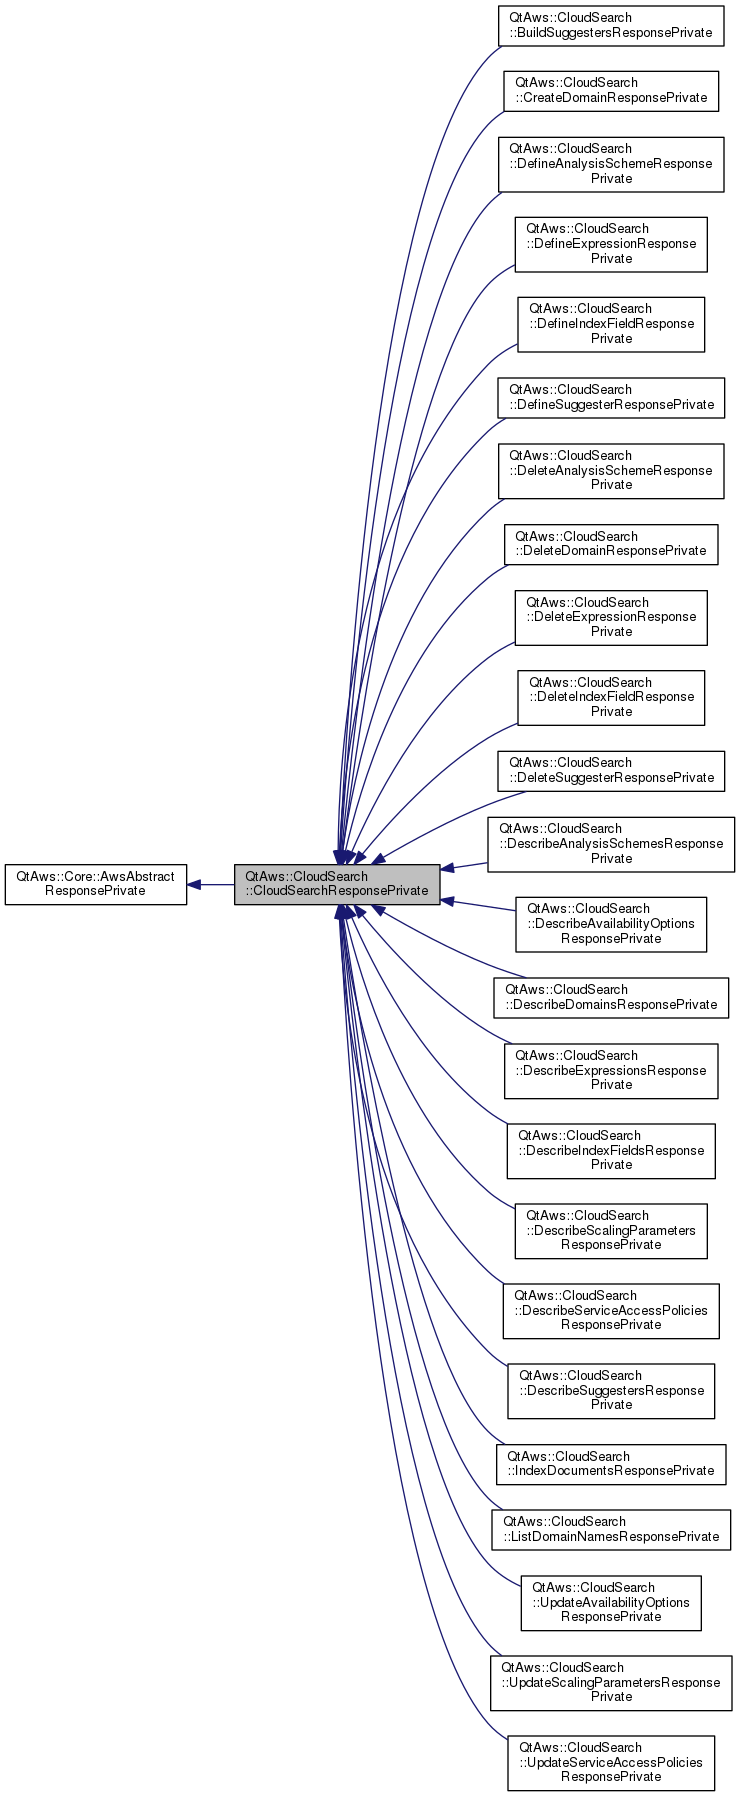 QtAws::CloudSearch
::BuildSuggestersResponsePrivate
QtAws::CloudSearch
::CreateDomainResponsePrivate
QtAws::CloudSearch
::DefineAnalysisSchemeResponse
Private
QtAws::CloudSearch
::DefineExpressionResponse
Private
QtAws::CloudSearch
::DefineIndexFieldResponse
Private
QtAws::CloudSearch
::DefineSuggesterResponsePrivate
QtAws::CloudSearch
::DeleteAnalysisSchemeResponse
Private
QtAws::CloudSearch
::DeleteDomainResponsePrivate
QtAws::CloudSearch
::DeleteExpressionResponse
Private
QtAws::CloudSearch
::DeleteIndexFieldResponse
Private
QtAws::CloudSearch
::DeleteSuggesterResponsePrivate
QtAws::CloudSearch
::DescribeAnalysisSchemesResponse
Private
QtAws::Core::AwsAbstract
ResponsePrivate
QtAws::CloudSearch
::CloudSearchResponsePrivate
QtAws::CloudSearch
::DescribeAvailabilityOptions
ResponsePrivate
QtAws::CloudSearch
::DescribeDomainsResponsePrivate
QtAws::CloudSearch
::DescribeExpressionsResponse
Private
QtAws::CloudSearch
::DescribeIndexFieldsResponse
Private
QtAws::CloudSearch
::DescribeScalingParameters
ResponsePrivate
QtAws::CloudSearch
::DescribeServiceAccessPolicies
ResponsePrivate
QtAws::CloudSearch
::DescribeSuggestersResponse
Private
QtAws::CloudSearch
::IndexDocumentsResponsePrivate
QtAws::CloudSearch
::ListDomainNamesResponsePrivate
QtAws::CloudSearch
::UpdateAvailabilityOptions
ResponsePrivate
QtAws::CloudSearch
::UpdateScalingParametersResponse
Private
QtAws::CloudSearch
::UpdateServiceAccessPolicies
ResponsePrivate